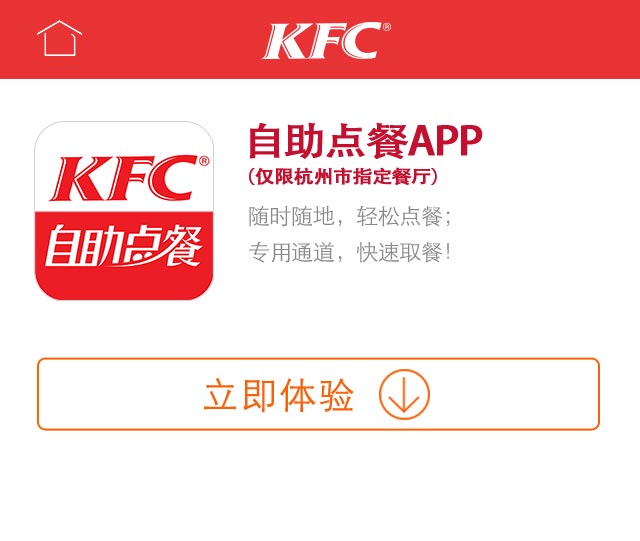 KFC®
KFC®
自助点餐
自助点餐APP
(仅限杭州市指定餐厅)
随时随地，轻松点餐；
专用通道，快速取餐！
立即体验